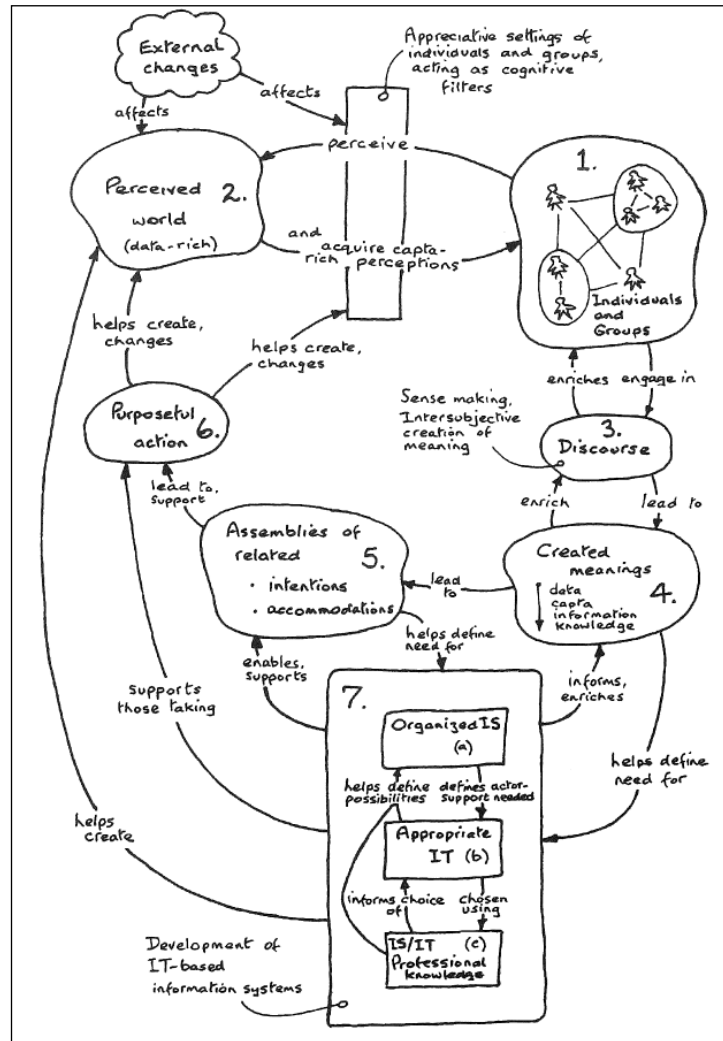 External
changes
Appreciative settings of
individuals and groups,
acting as cognitive
filters
affects
affects
perceive
1.
Perceived 2.
world
(data-rich)
and
acquire capta-
rich perceptions
Individuals
and
Groups
helps create,
changes
helps create,
changes
enriches
engage in
Purposeful
action 6.
Sense making,
Intersubjective
creation of
meaning
3.
Discourse
lead to,
support
enrich
lead to
Assemblies of
related 5.
· intentions
· accommodations
lead
to
Created
meanings
data
capta
information
knowledge
4.
helps define
need for
enables,
supports
informs,
enriches
supports
those taking
7.
Organized IS
(a)
helps define
possibilities
defines actor-
support needed
helps define
need for
helps
create
Appropriate
IT (b)
informs choice
of
chosen
using
IS/IT (c)
Professional
knowledge
Development of
IT-based
information systems